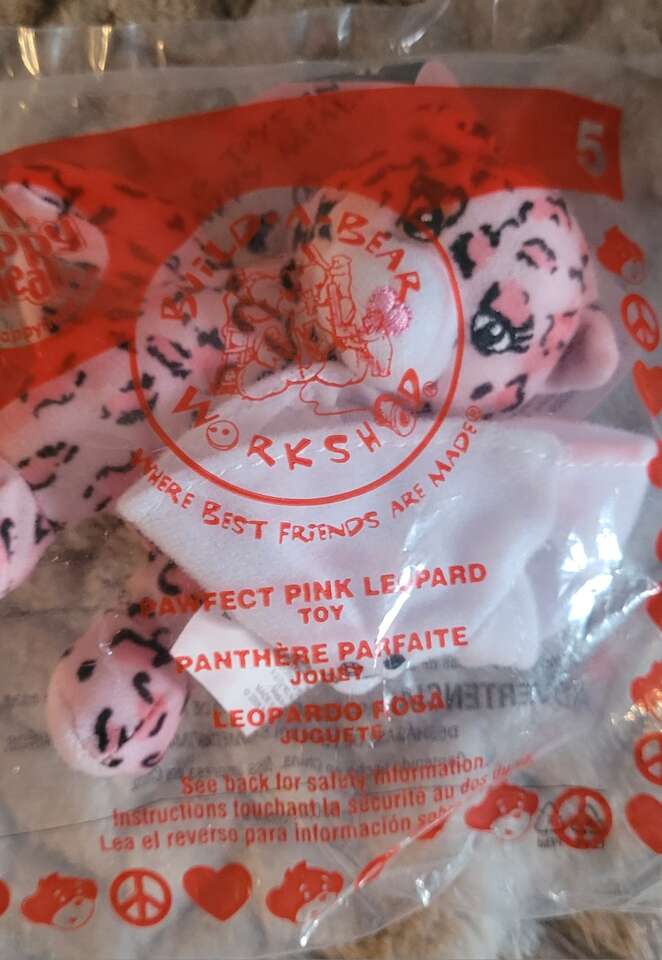 5
BUILD-A-BEAR
WORKSHOP®
WHERE BEST FRIENDS ARE MADE®
PAWFECT PINK LEOPARD
TOY
PANTHÈRE PARFAITE
JOUET
LEOPARDO ROSA
JUGUETE
See back for safety information.
Instructions touchant la sécurité au dos du
Lea el reverso para información